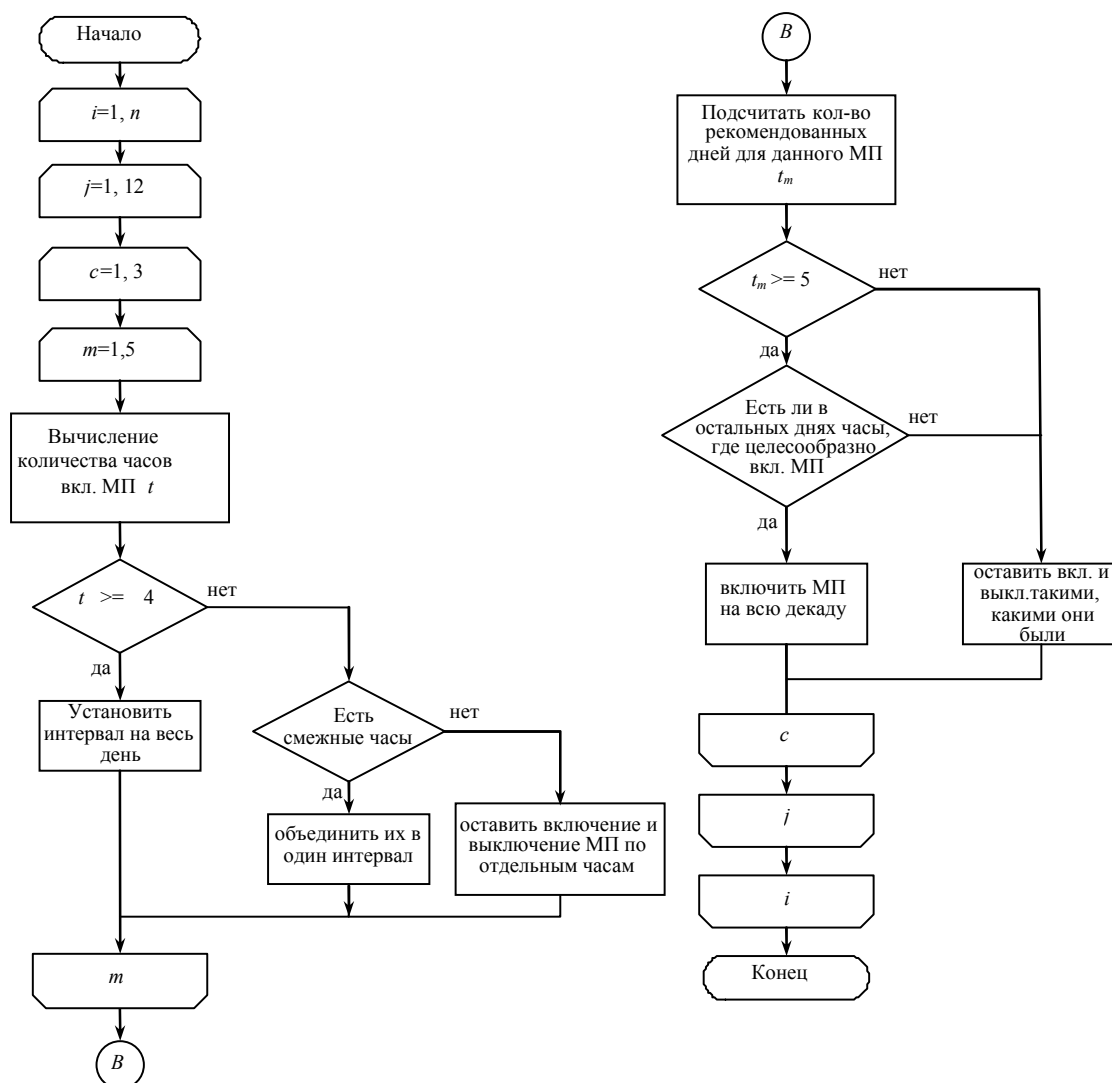 Начало
i=1, n
j=1, 12
c=1, 3
m=1,5
Вычисление
количества часов
вкл. МП t
t >= 4
нет
да
Установить
интервал на весь
день
Есть
смежные часы
нет
да
объединить их в
один интервал
оставить включение и
выключение МП по
отдельным часам
m
B
B
Подсчитать кол-во
рекомендованных
дней для данного МП
tm
tm >= 5
нет
да
Есть ли в
остальных днях часы,
где целесообразно
вкл. МП
нет
да
включить МП
на всю декаду
оставить вкл. и
выкл.такими,
какими они
были
c
j
i
Конец